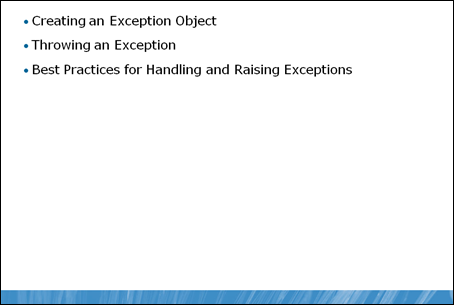 • Creating an Exception Object
• Throwing an Exception
• Best Practices for Handling and Raising Exceptions